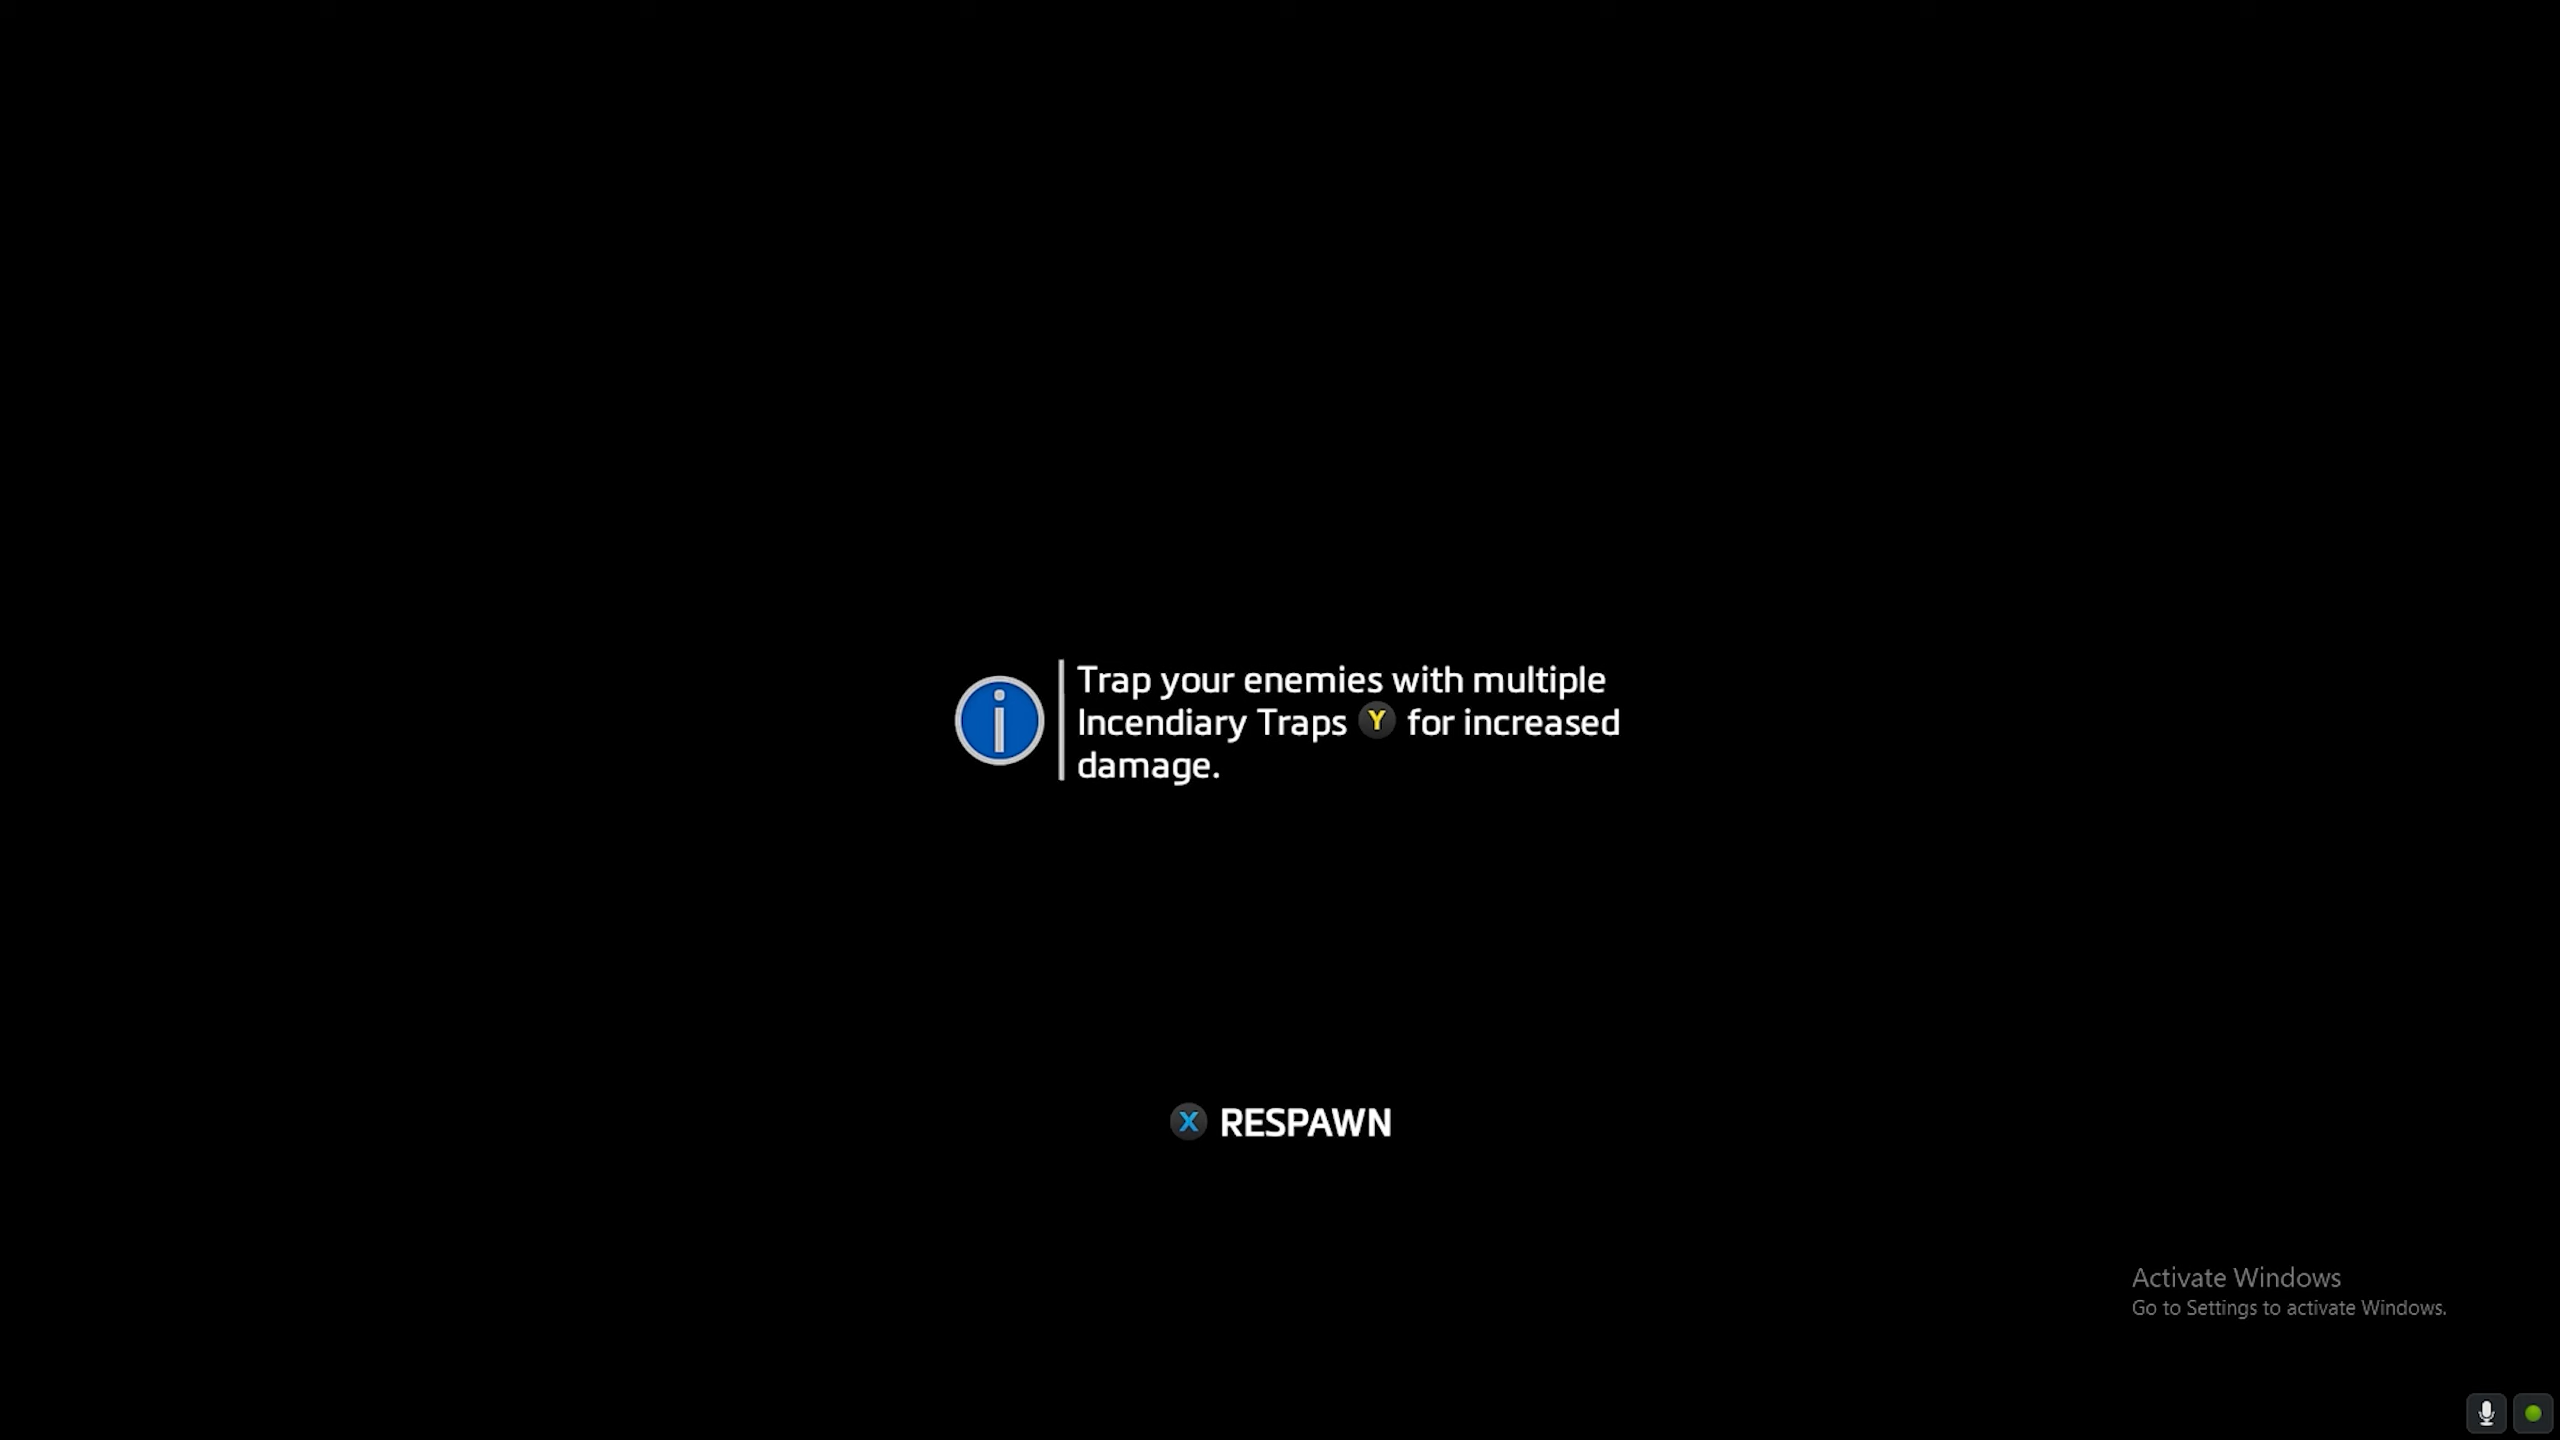 Trap your enemies with multiple
Incendiary Traps Y for increased
damage.
X RESPAWN
Activate Windows
Go to Settings to activate Windows.